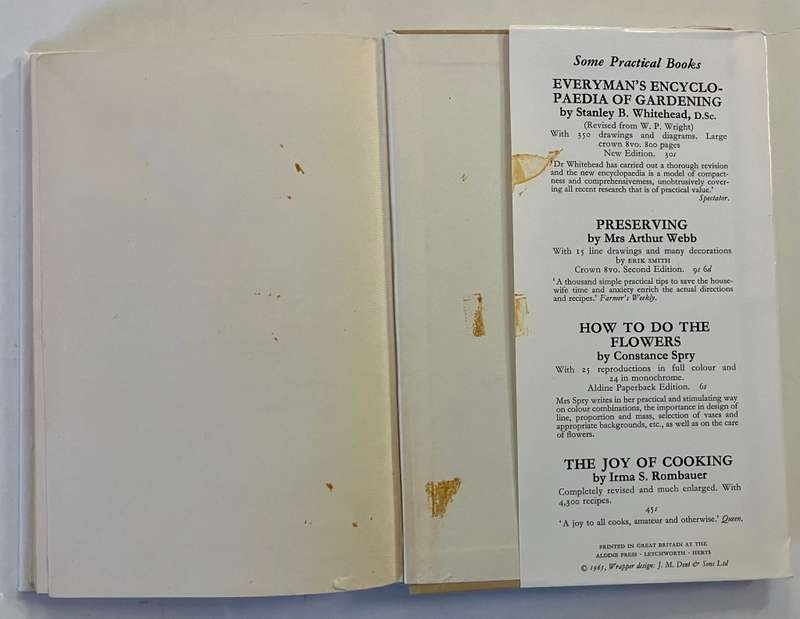 Some Practical Books
EVERYMAN'S ENCYCLO-
PAEDIA OF GARDENING
by Stanley B. Whitehead, D.Sc.
(Revised from W. P. Wright)
With 350 drawings and diagrams. Large
crown 8vo. 800 pages
New Edition. 30s
'Dr Whitehead has carried out a thorough revision
and the new encyclopaedia is a model of compact-
ness and comprehensiveness, unobtrusively cover-
ing all recent research that is of practical value.'
Spectator.
PRESERVING
by Mrs Arthur Webb
With 15 line drawings and many decorations
by ERIK SMITH
Crown 8vo. Second Edition. 9s 6d
'A thousand simple practical tips to save the house-
wife time and anxiety enrich the actual directions
and recipes.' Farmer's Weekly.
HOW TO DO THE
FLOWERS
by Constance Spry
With 25 reproductions in full colour and
24 in monochrome.
Aldine Paperback Edition. 6s
Mrs Spry writes in her practical and stimulating way
on colour combinations, the importance in design of
line, proportion and mass, selection of vases and
appropriate backgrounds, etc., as well as on the care
of flowers.
THE JOY OF COOKING
by Irma S. Rombauer
Completely revised and much enlarged. With
4,300 recipes.
45s
'A joy to all cooks, amateur and otherwise.' Queen.
PRINTED IN GREAT BRITAIN AT THE
ALDINE PRESS · LETCHWORTH · HERTS
© 1965, Wrapper design: J. M. Dent & Sons Ltd